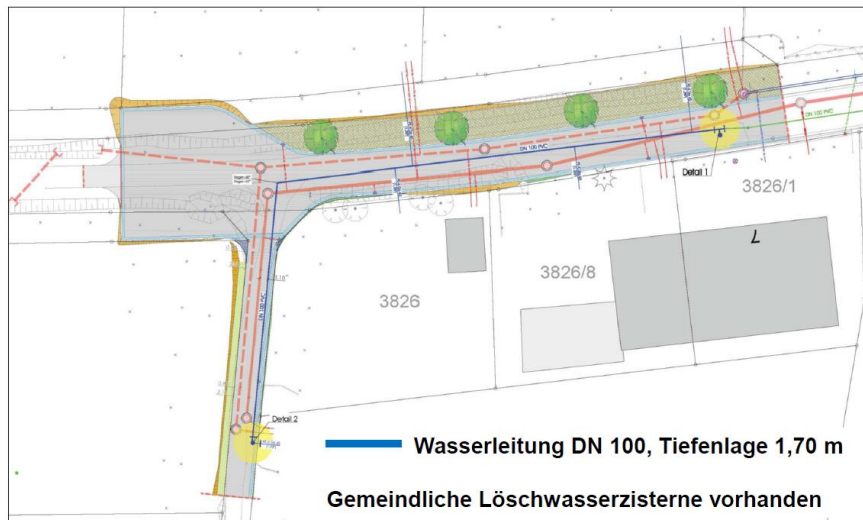 DN 100 PVC
DN 100 PVC
DN 100 PVC
Detail 1
3826/1
7
3826/8
3826
Detail 2
Wasserleitung DN 100, Tiefenlage 1,70 m
Gemeindliche Löschwasserzisterne vorhanden